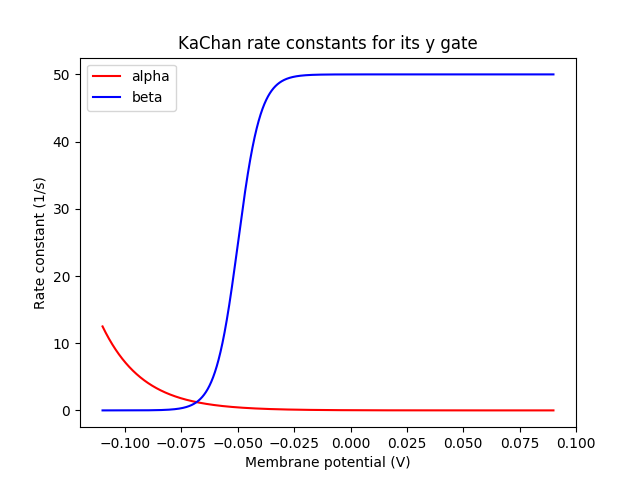 KaChan rate constants for its y gate
alpha
beta
50
40
30
20
10
0
Rate constant (1/s)
−0.100 −0.075 −0.050 −0.025 0.000 0.025 0.050 0.075 0.100
Membrane potential (V)